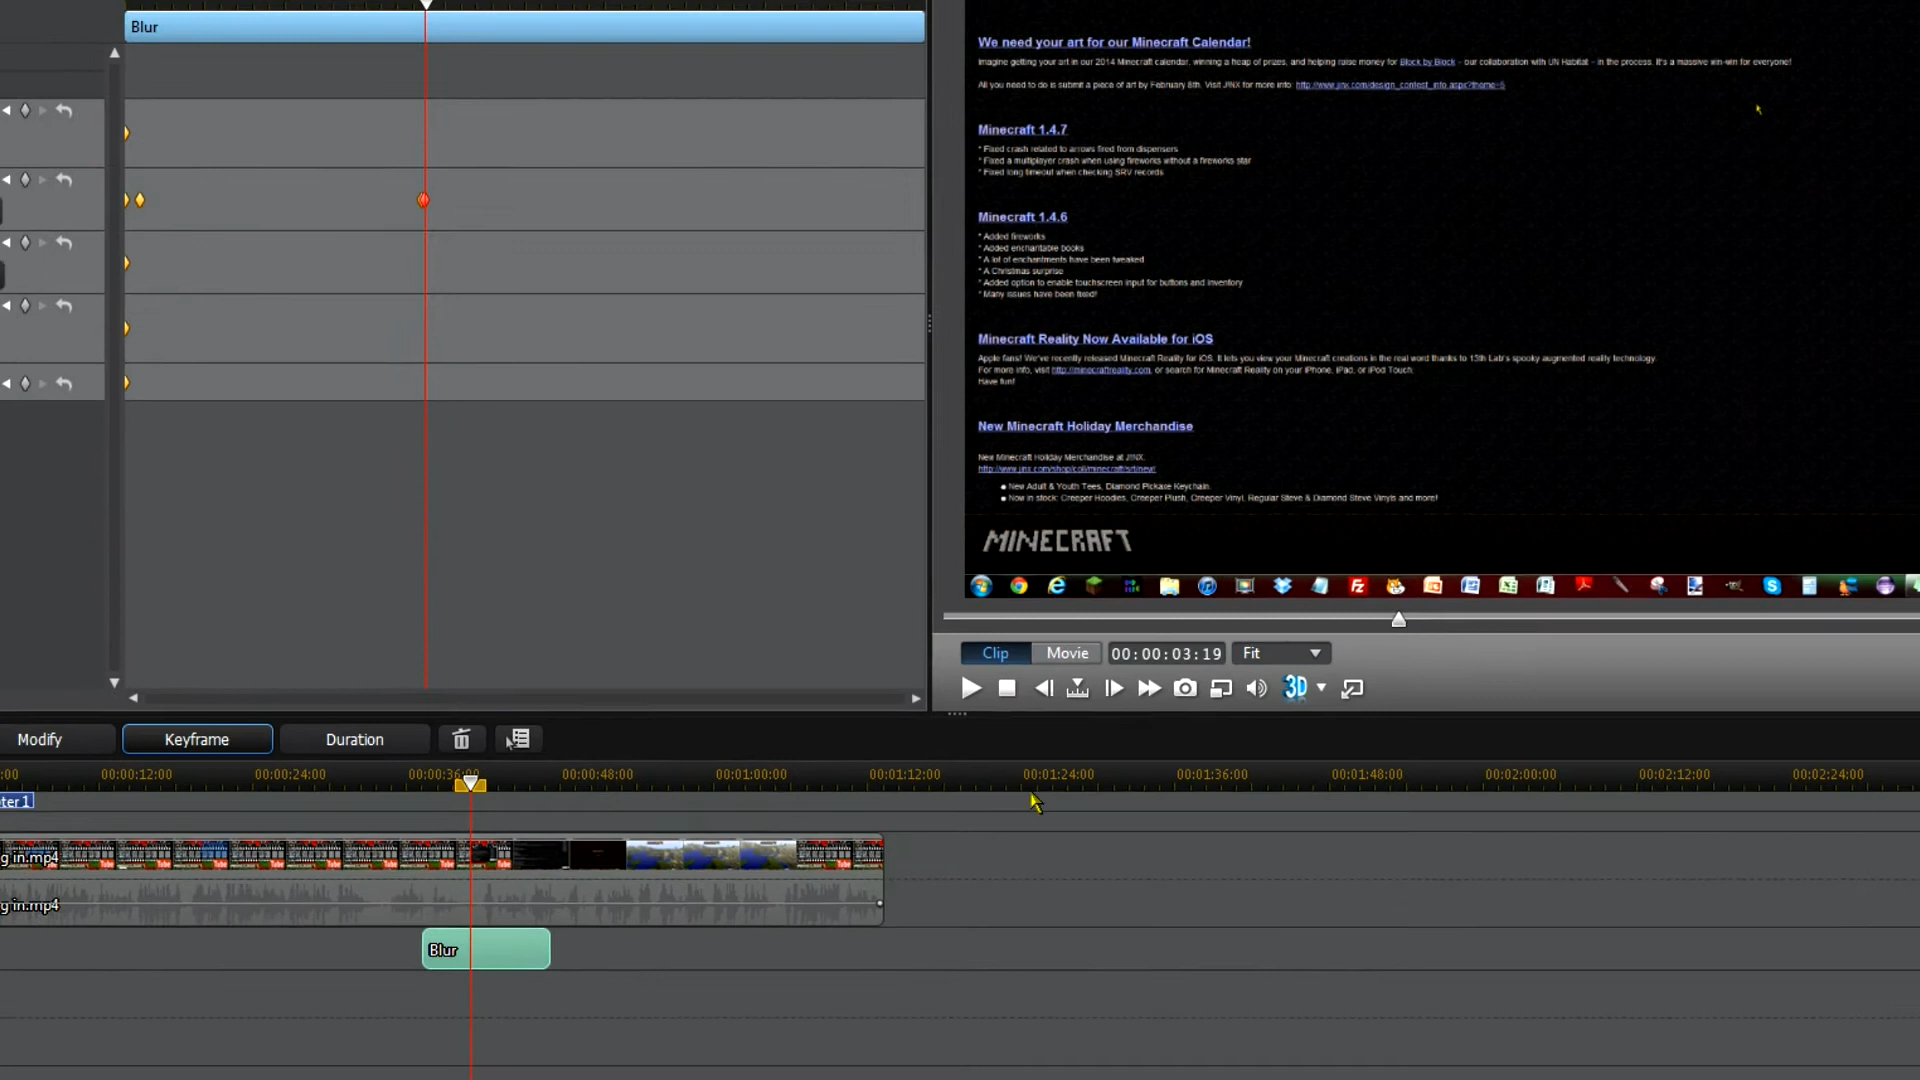 Blur
We need your art for our Minecraft Calendar!
Imagine getting your art in our 2014 Minecraft calendar, winning a heap of prizes, and helping raise money for Block by Block - our collaboration with UN Habitat - in the process. It's a massive win-win for everyone!
All you need to do is submit a piece of art by February 8th. Visit JINX for more info: http://www.jinx.com/design_contest_info.aspx?theme=5
Minecraft 1.4.7
* Fixed crash related to arrows fired from dispensers
* Fixed a multiplayer crash when using fireworks without a fireworks star
* Fixed long timeout when checking SRV records
Minecraft 1.4.6
* Added fireworks
* Added enchantable books
* A lot of enchantments have been tweaked
* A Christmas surprise
* Added option to enable touchscreen input for buttons and inventory
* Many issues have been fixed!
Minecraft Reality Now Available for iOS
Apple fans! We've recently released Minecraft Reality for iOS. It lets you view your Minecraft creations in the real word thanks to 13th Lab's spooky augmented reality technology.
For more info, visit http://minecraftreality.com, or search for Minecraft Reality on your iPhone, iPad, or iPod Touch.
Have fun!
New Minecraft Holiday Merchandise
New Minecraft Holiday Merchandise at JINX.
http://www.jinx.com/shop/coll/minecraft/srt/new/
● New Adult & Youth Tees, Diamond Pickaxe Keychain.
● Now in stock: Creeper Hoodies, Creeper Plush, Creeper Vinyl, Regular Steve & Diamond Steve Vinyls and more!
MINECRAFT
Clip Movie 00:00:03:19 Fit
3D
Modify Keyframe Duration
:00 00:00:12:00 00:00:24:00 00:00:36:00 00:00:48:00 00:01:00:00 00:01:12:00 00:01:24:00 00:01:36:00 00:01:48:00 00:02:00:00 00:02:12:00 00:02:24:00
ter 1
g in.mp4
g in.mp4
Blur